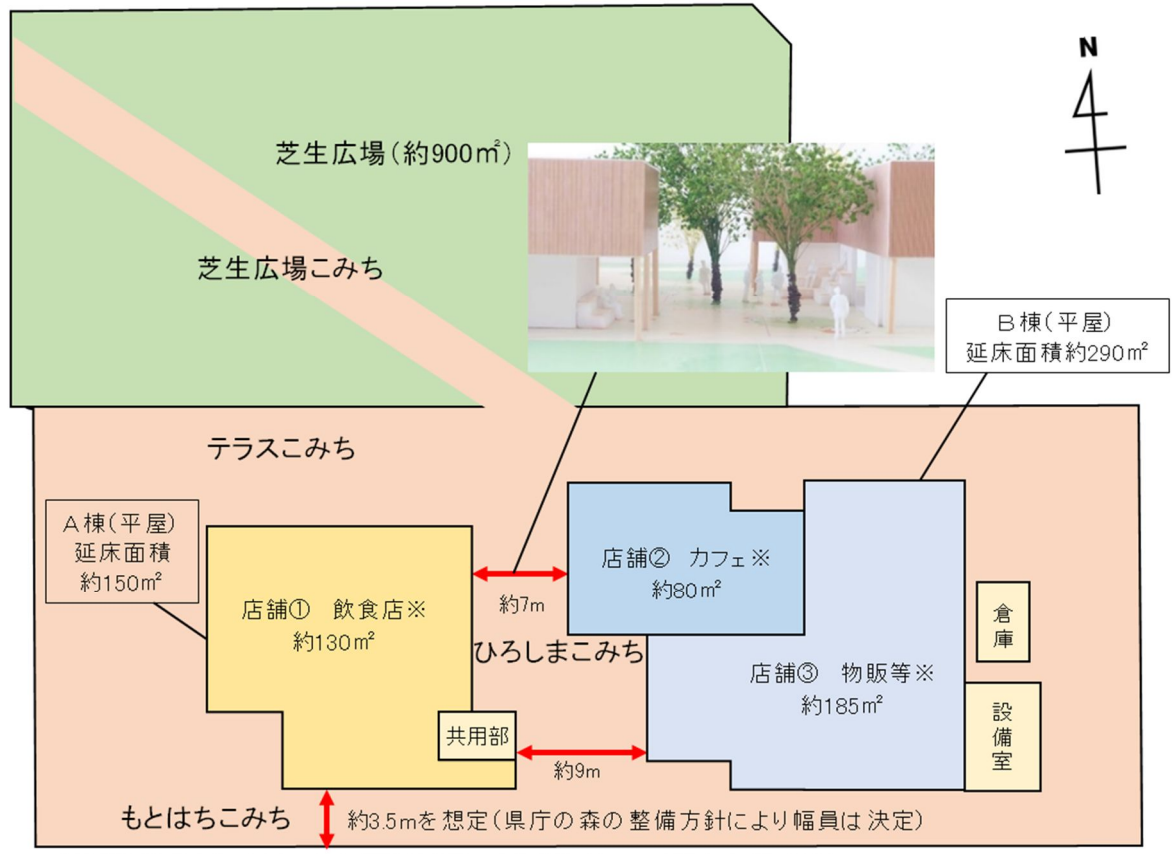 N
芝生広場(約900㎡)
芝生広場こみち
B棟(平屋)
延床面積約290㎡
テラスこみち
A棟(平屋)
延床面積
約150㎡
店舗① 飲食店※
約130㎡
約7m
店舗② カフェ※
約80㎡
倉庫
ひろしまこみち
店舗③ 物販等※
約185㎡
共用部
設備室
約9m
もとはちこみち
約3.5mを想定(県庁の森の整備方針により幅員は決定)